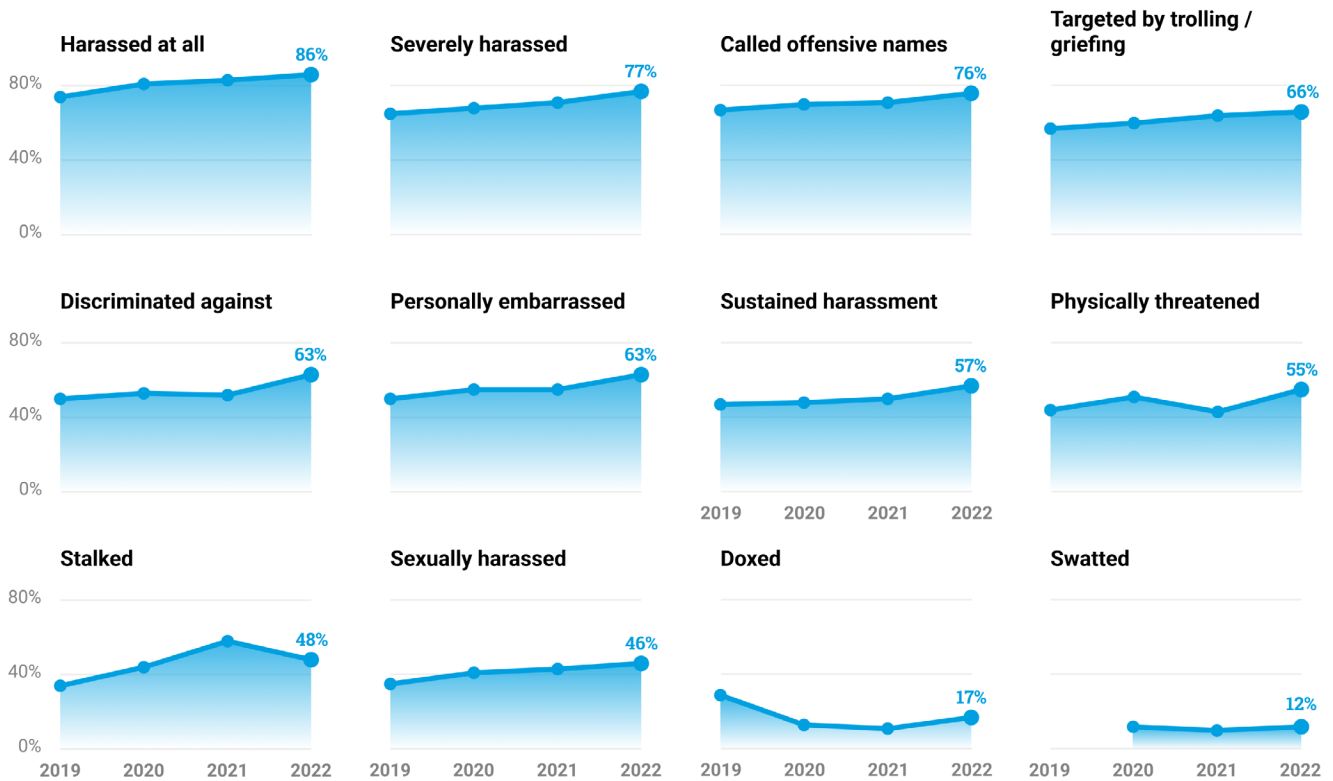 Harassed at all
Severely harassed
Called offensive names
Targeted by trolling /
griefing
86%
77%
76%
66%
80%
40%
0%
Discriminated against
Personally embarrassed
Sustained harassment
Physically threatened
80%
63%
63%
57%
55%
40%
0%
2019 2020 2021 2022
Stalked
Sexually harassed
Doxed
Swatted
80%
48%
46%
17%
12%
40%
0%
2019 2020 2021 2022
2019 2020 2021 2022
2019 2020 2021 2022
2019 2020 2021 2022